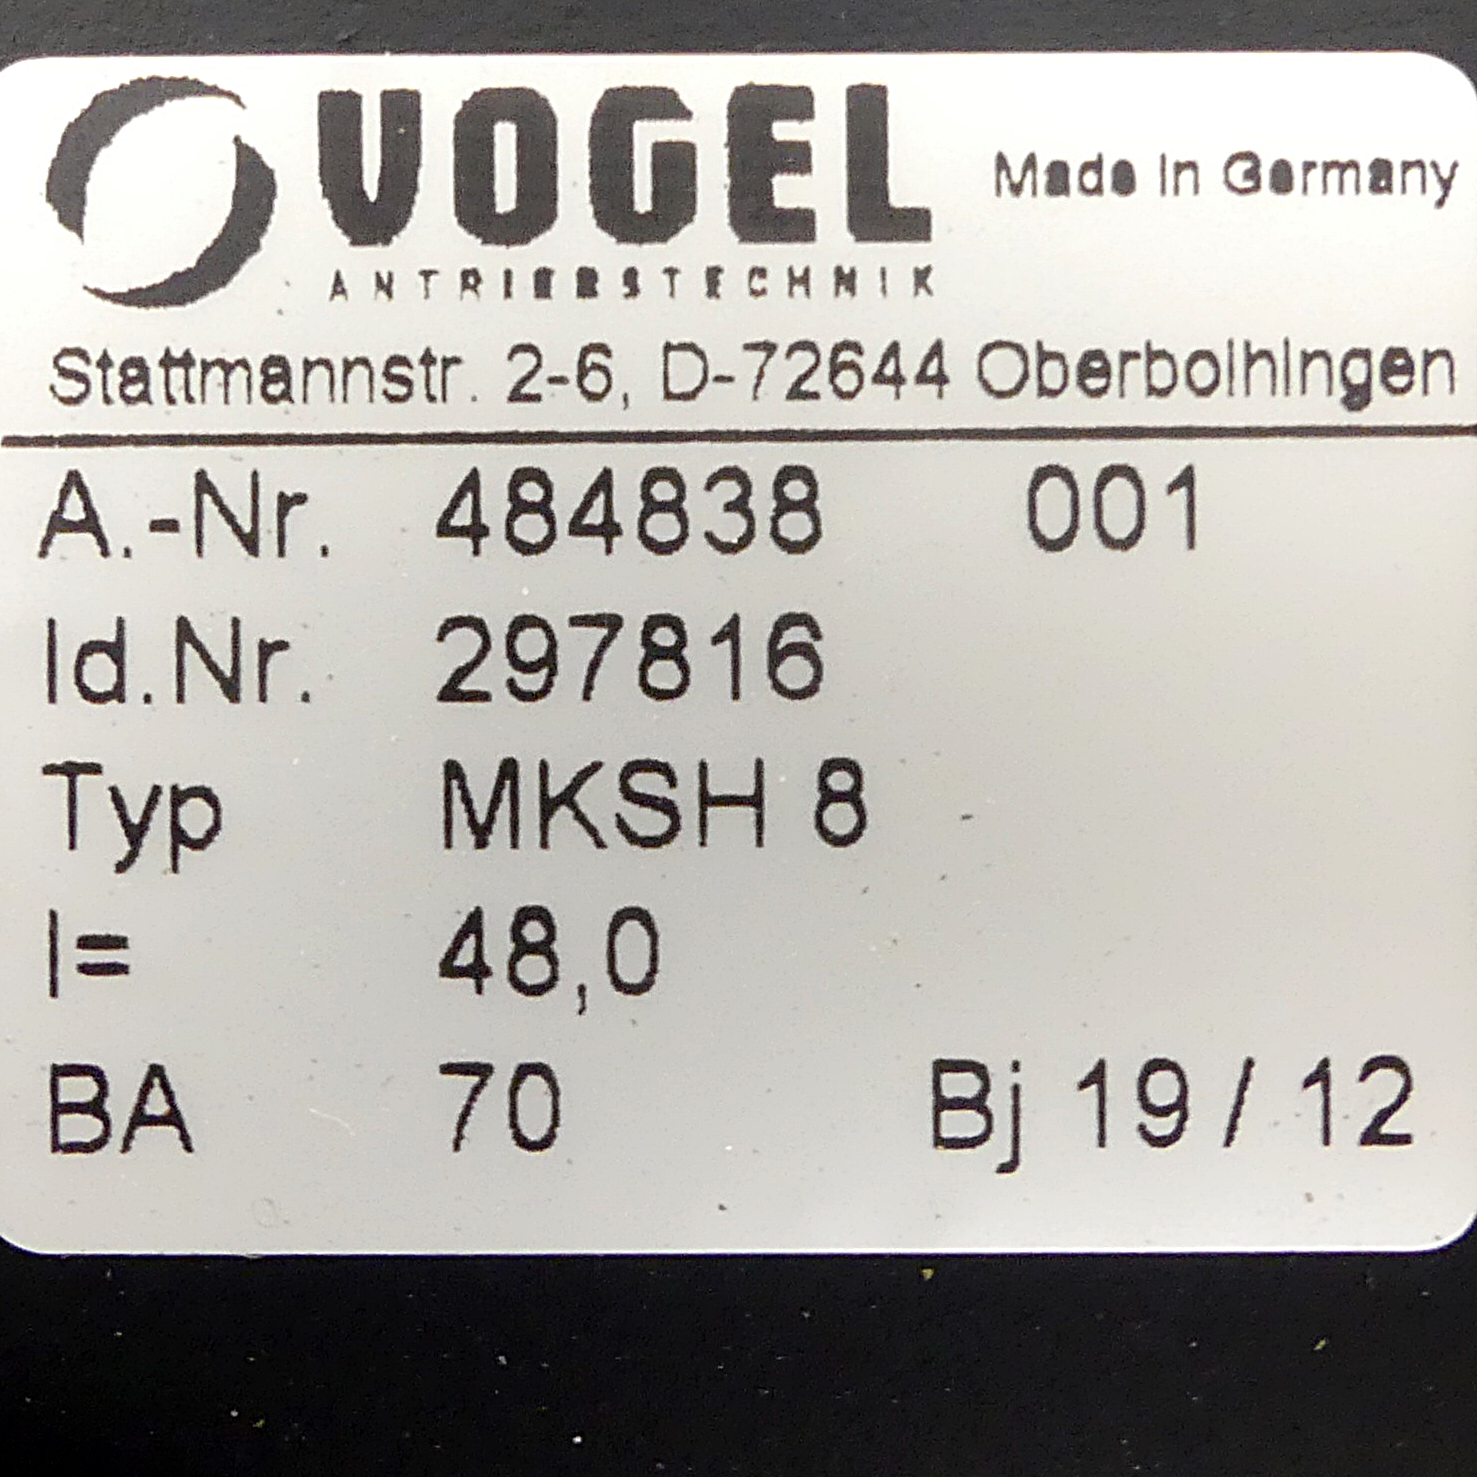 VOGEL
Made in Germany
ANTRIEBSTECHNIK
Stattmannstr. 2-6, D-72644 Oberboihingen
A.-Nr. 484838 001
Id.Nr. 297816
Typ MKSH 8
I= 48,0
BA 70 Bj 19 / 12